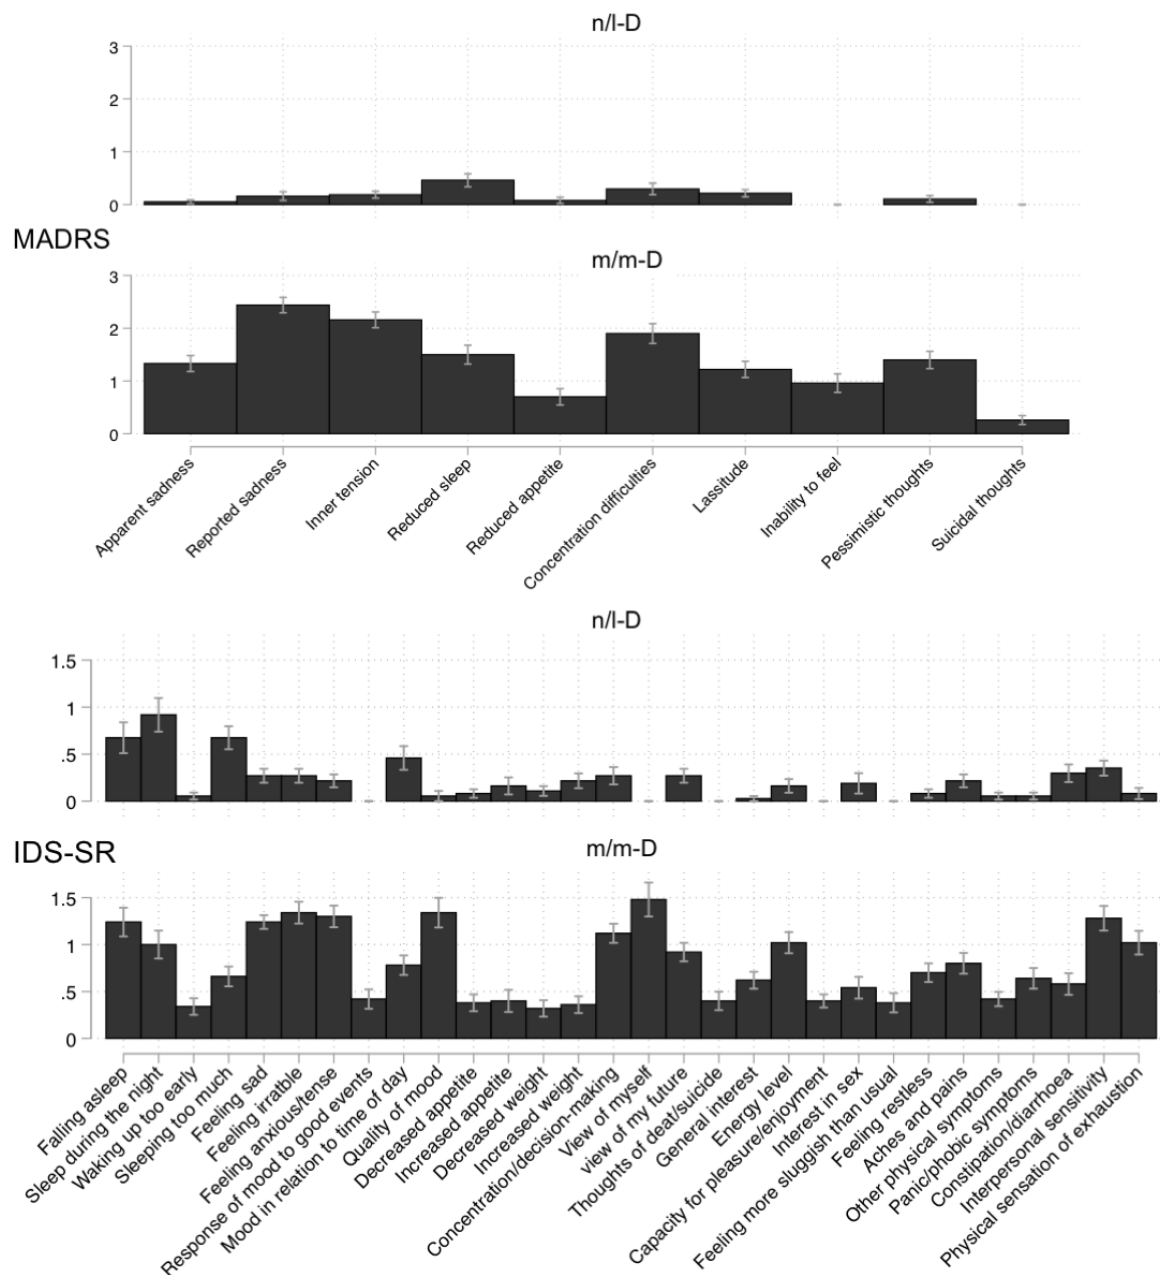 n/l-D
3
2
1
0
MADRS
m/m-D
3
2
1
0
Apparent sadness
Reported sadness
Inner tension
Reduced sleep
Reduced appetite
Concentration difficulties
Lassitude
Inability to feel
Pessimistic thoughts
Suicidal thoughts
n/l-D
1.5
1
.5
0
IDS-SR
m/m-D
1.5
1
.5
0
Falling asleep
Sleep during the night
Waking up too early
Sleeping too much
Feeling sad
Feeling irratble
Feeling anxious/tense
Response of mood to good events
Mood in relation to time of day
Quality of mood
Decreased appetite
Increased appetite
Decreased weight
Increased weight
Concentration/decision-making
View of myself
view of my future
Thoughts of death/suicide
General interest
Energy level
Capacity for pleasure/enjoyment
Interest in sex
Feeling more sluggish than usual
Feeling restless
Aches and pains
Other physical symptoms
Panic/phobic symptoms
Constipation/diarrhoea
Interpersonal sensitivity
Physical sensation of exhaustion